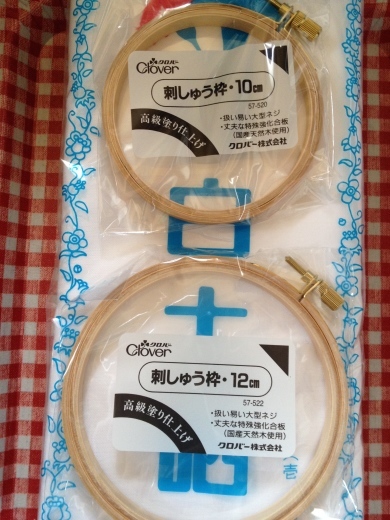 クロバー
Clover
刺しゅう枠・10cm
57-520
高級塗り仕上げ
・扱い易い大型ネジ
・丈夫な特殊強化合板
(国産天然木使用)
クロバー株式会社
吉
クロバー
Clover
刺しゅう枠・12cm
57-522
高級塗り仕上げ
・扱い易い大型ネジ
・丈夫な特殊強化合板
(国産天然木使用)
クロバー株式会社
壱